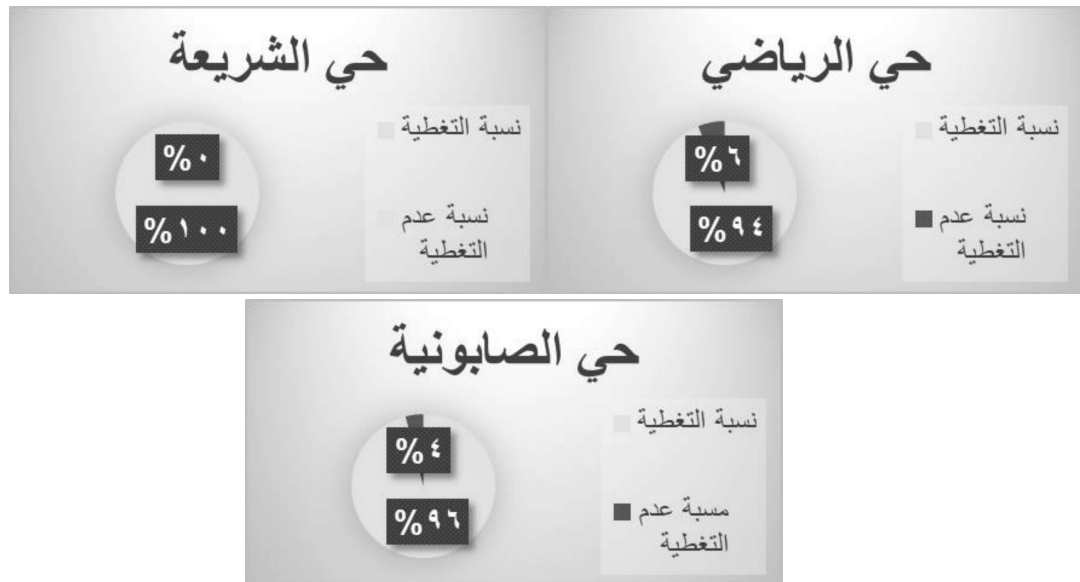 حي الرياضي
نسبة التغطية
نسبة عدم
التغطية
%٦
%٩٤
حي الشريعة
نسبة التغطية
نسبة عدم
التغطية
%٠
%١٠٠
حي الصابونية
نسبة التغطية
مسبة عدم
التغطية
%٤
%٩٦